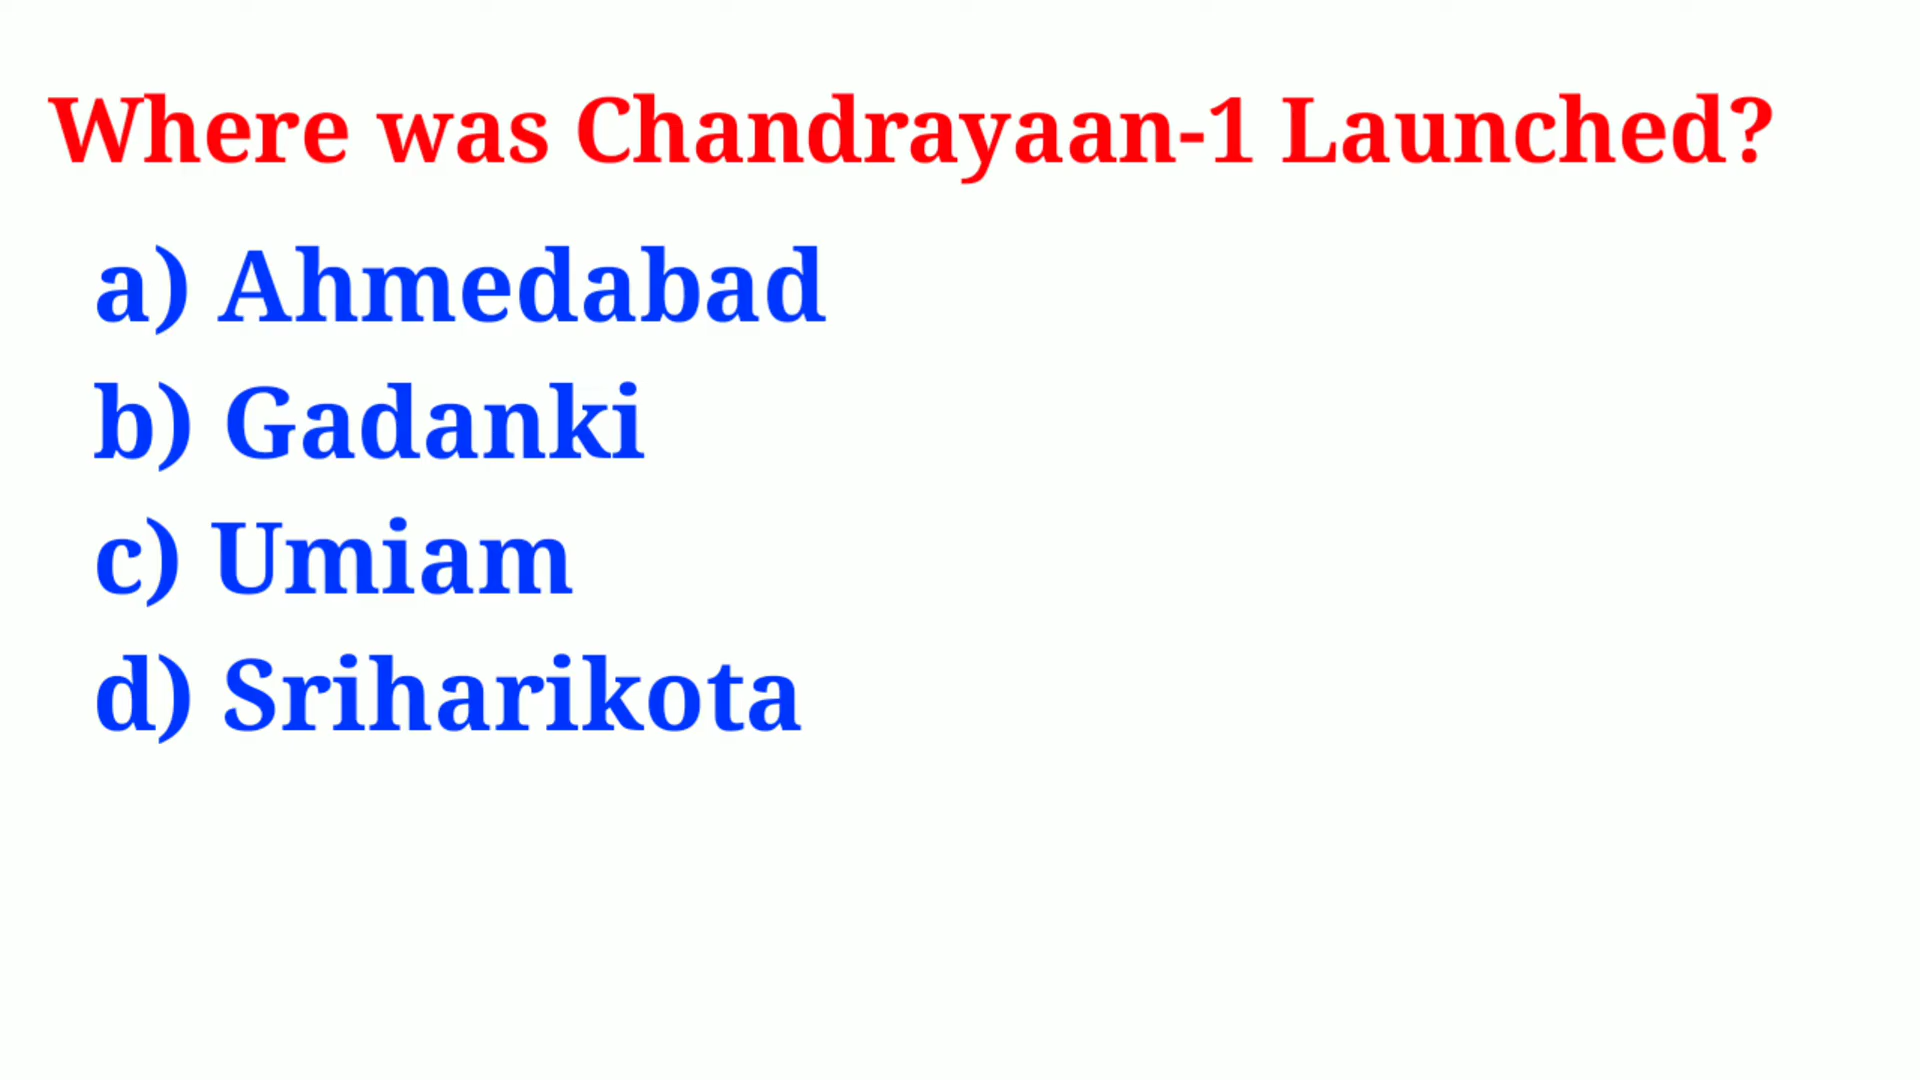 Where was Chandrayaan-1 Launched?
a) Ahmedabad
b) Gadanki
c) Umiam
d) Sriharikota